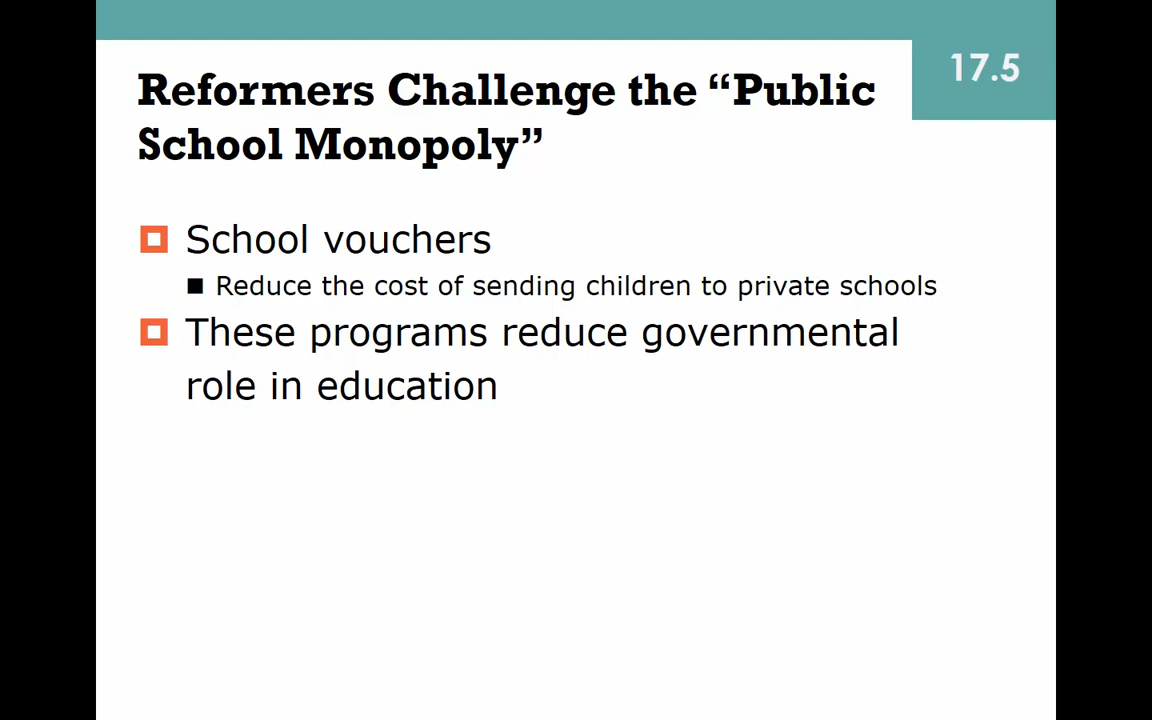 17.5
Reformers Challenge the “Public
School Monopoly”
School vouchers
Reduce the cost of sending children to private schools
These programs reduce governmental
role in education